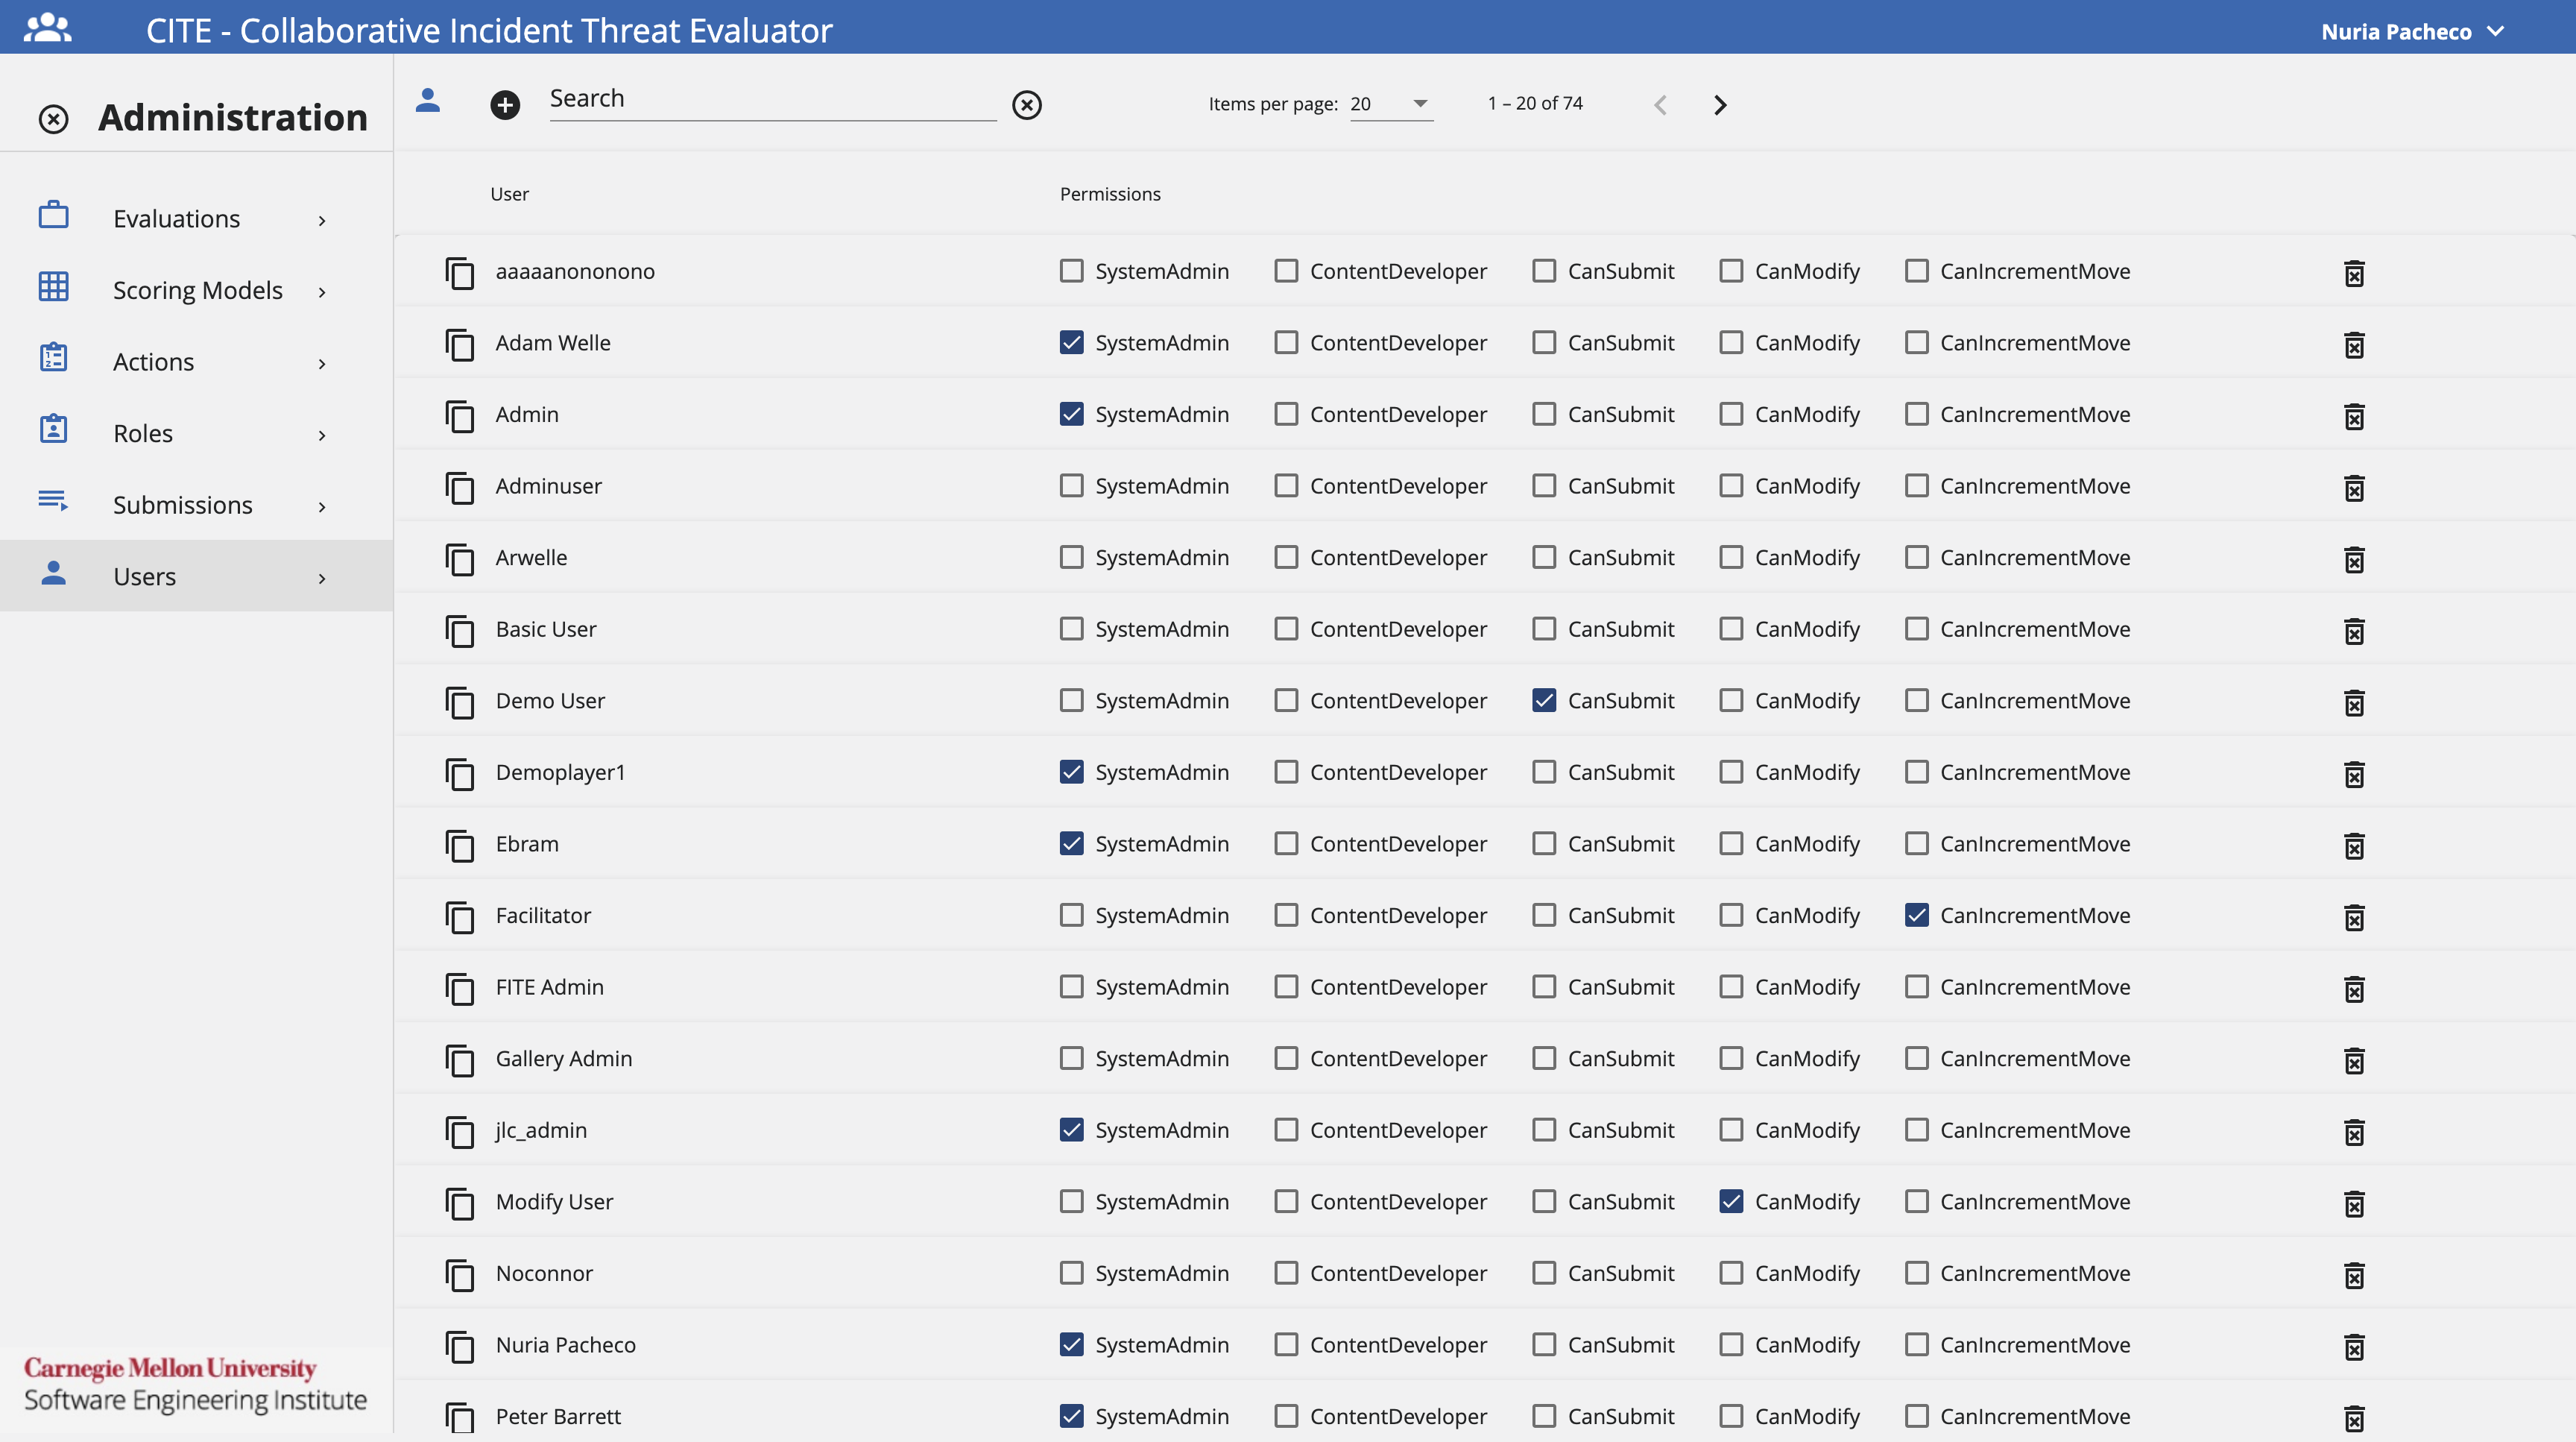 CITE - Collaborative Incident Threat Evaluator
Nuria Pacheco
Administration
Search
Items per page: 20
1 – 20 of 74
Evaluations
Scoring Models
Actions
Roles
Submissions
Users
User Permissions
aaaaanononono SystemAdmin ContentDeveloper CanSubmit CanModify CanIncrementMove
Adam Welle SystemAdmin ContentDeveloper CanSubmit CanModify CanIncrementMove
Admin SystemAdmin ContentDeveloper CanSubmit CanModify CanIncrementMove
Adminuser SystemAdmin ContentDeveloper CanSubmit CanModify CanIncrementMove
Arwelle SystemAdmin ContentDeveloper CanSubmit CanModify CanIncrementMove
Basic User SystemAdmin ContentDeveloper CanSubmit CanModify CanIncrementMove
Demo User SystemAdmin ContentDeveloper CanSubmit CanModify CanIncrementMove
Demoplayer1 SystemAdmin ContentDeveloper CanSubmit CanModify CanIncrementMove
Ebram SystemAdmin ContentDeveloper CanSubmit CanModify CanIncrementMove
Facilitator SystemAdmin ContentDeveloper CanSubmit CanModify CanIncrementMove
FITE Admin SystemAdmin ContentDeveloper CanSubmit CanModify CanIncrementMove
Gallery Admin SystemAdmin ContentDeveloper CanSubmit CanModify CanIncrementMove
jlc_admin SystemAdmin ContentDeveloper CanSubmit CanModify CanIncrementMove
Modify User SystemAdmin ContentDeveloper CanSubmit CanModify CanIncrementMove
Noconnor SystemAdmin ContentDeveloper CanSubmit CanModify CanIncrementMove
Nuria Pacheco SystemAdmin ContentDeveloper CanSubmit CanModify CanIncrementMove
Peter Barrett SystemAdmin ContentDeveloper CanSubmit CanModify CanIncrementMove
Carnegie Mellon University
Software Engineering Institute